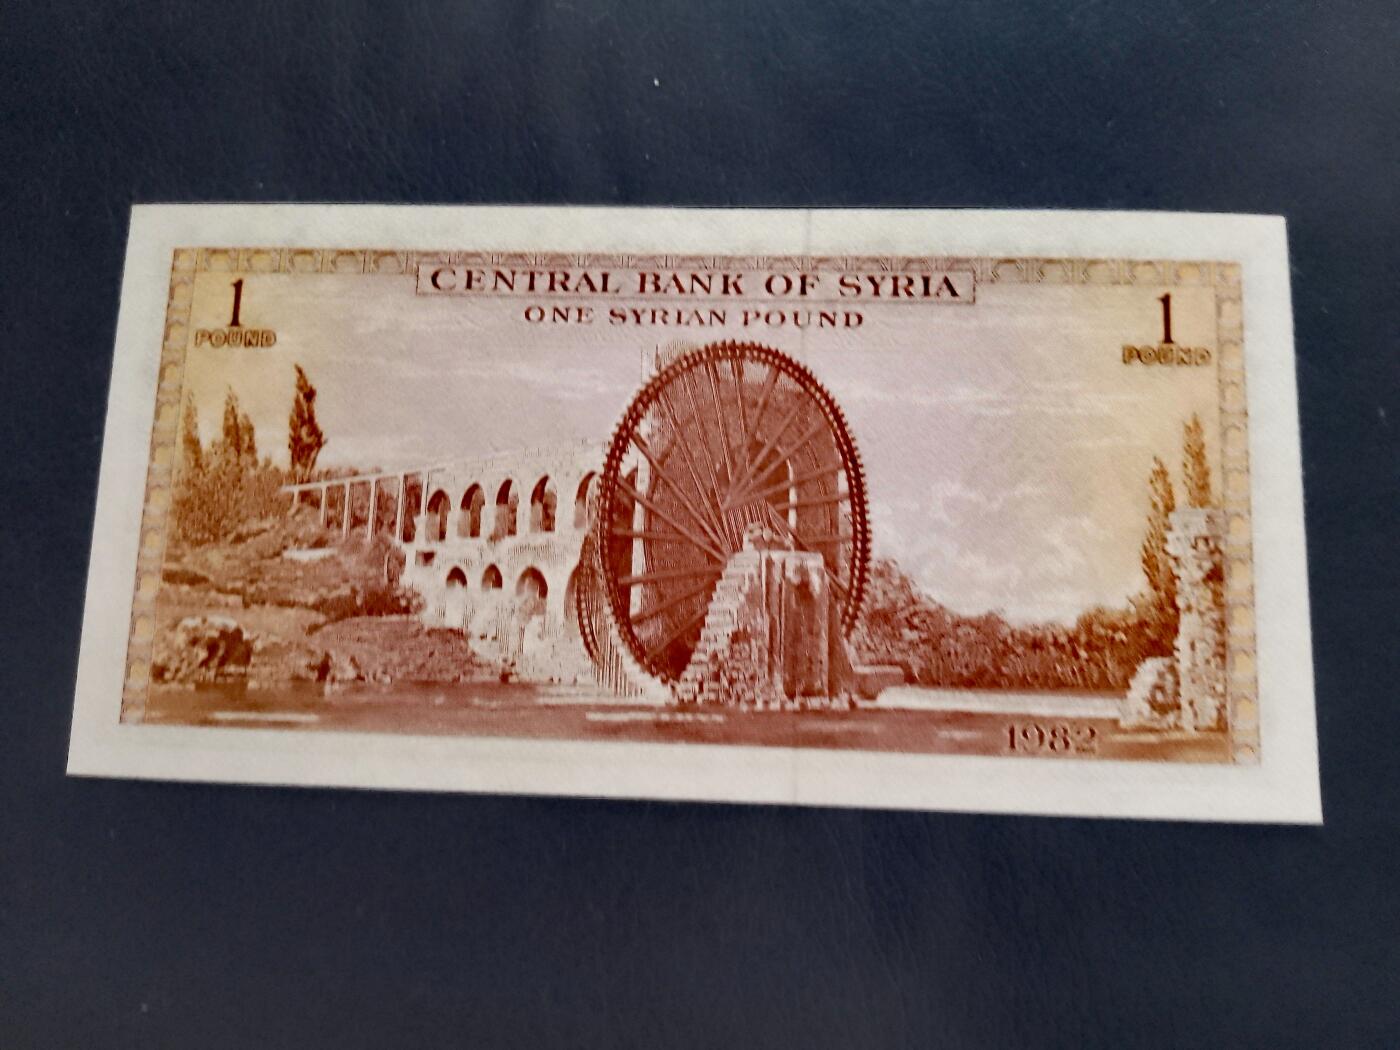 CENTRAL BANK OF SYRIA
ONE SYRIAN POUND
1
POUND
1
POUND
1982